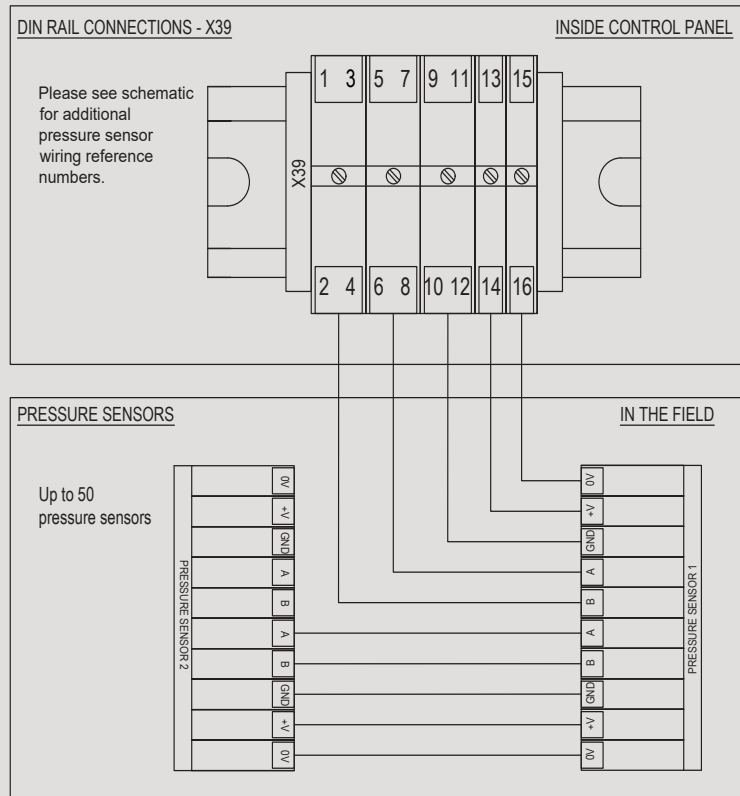 DIN RAIL CONNECTIONS - X39
INSIDE CONTROL PANEL
Please see schematic
for additional
pressure sensor
wiring reference
numbers.
X39
1 3 5 7 9 11 13 15
2 4 6 8 10 12 14 16
PRESSURE SENSORS
IN THE FIELD
Up to 50
pressure sensors
PRESSURE SENSOR 2
0V
+V
GND
A
B
A
B
GND
+V
0V
0V
+V
GND
A
B
A
B
GND
+V
0V
PRESSURE SENSOR 1